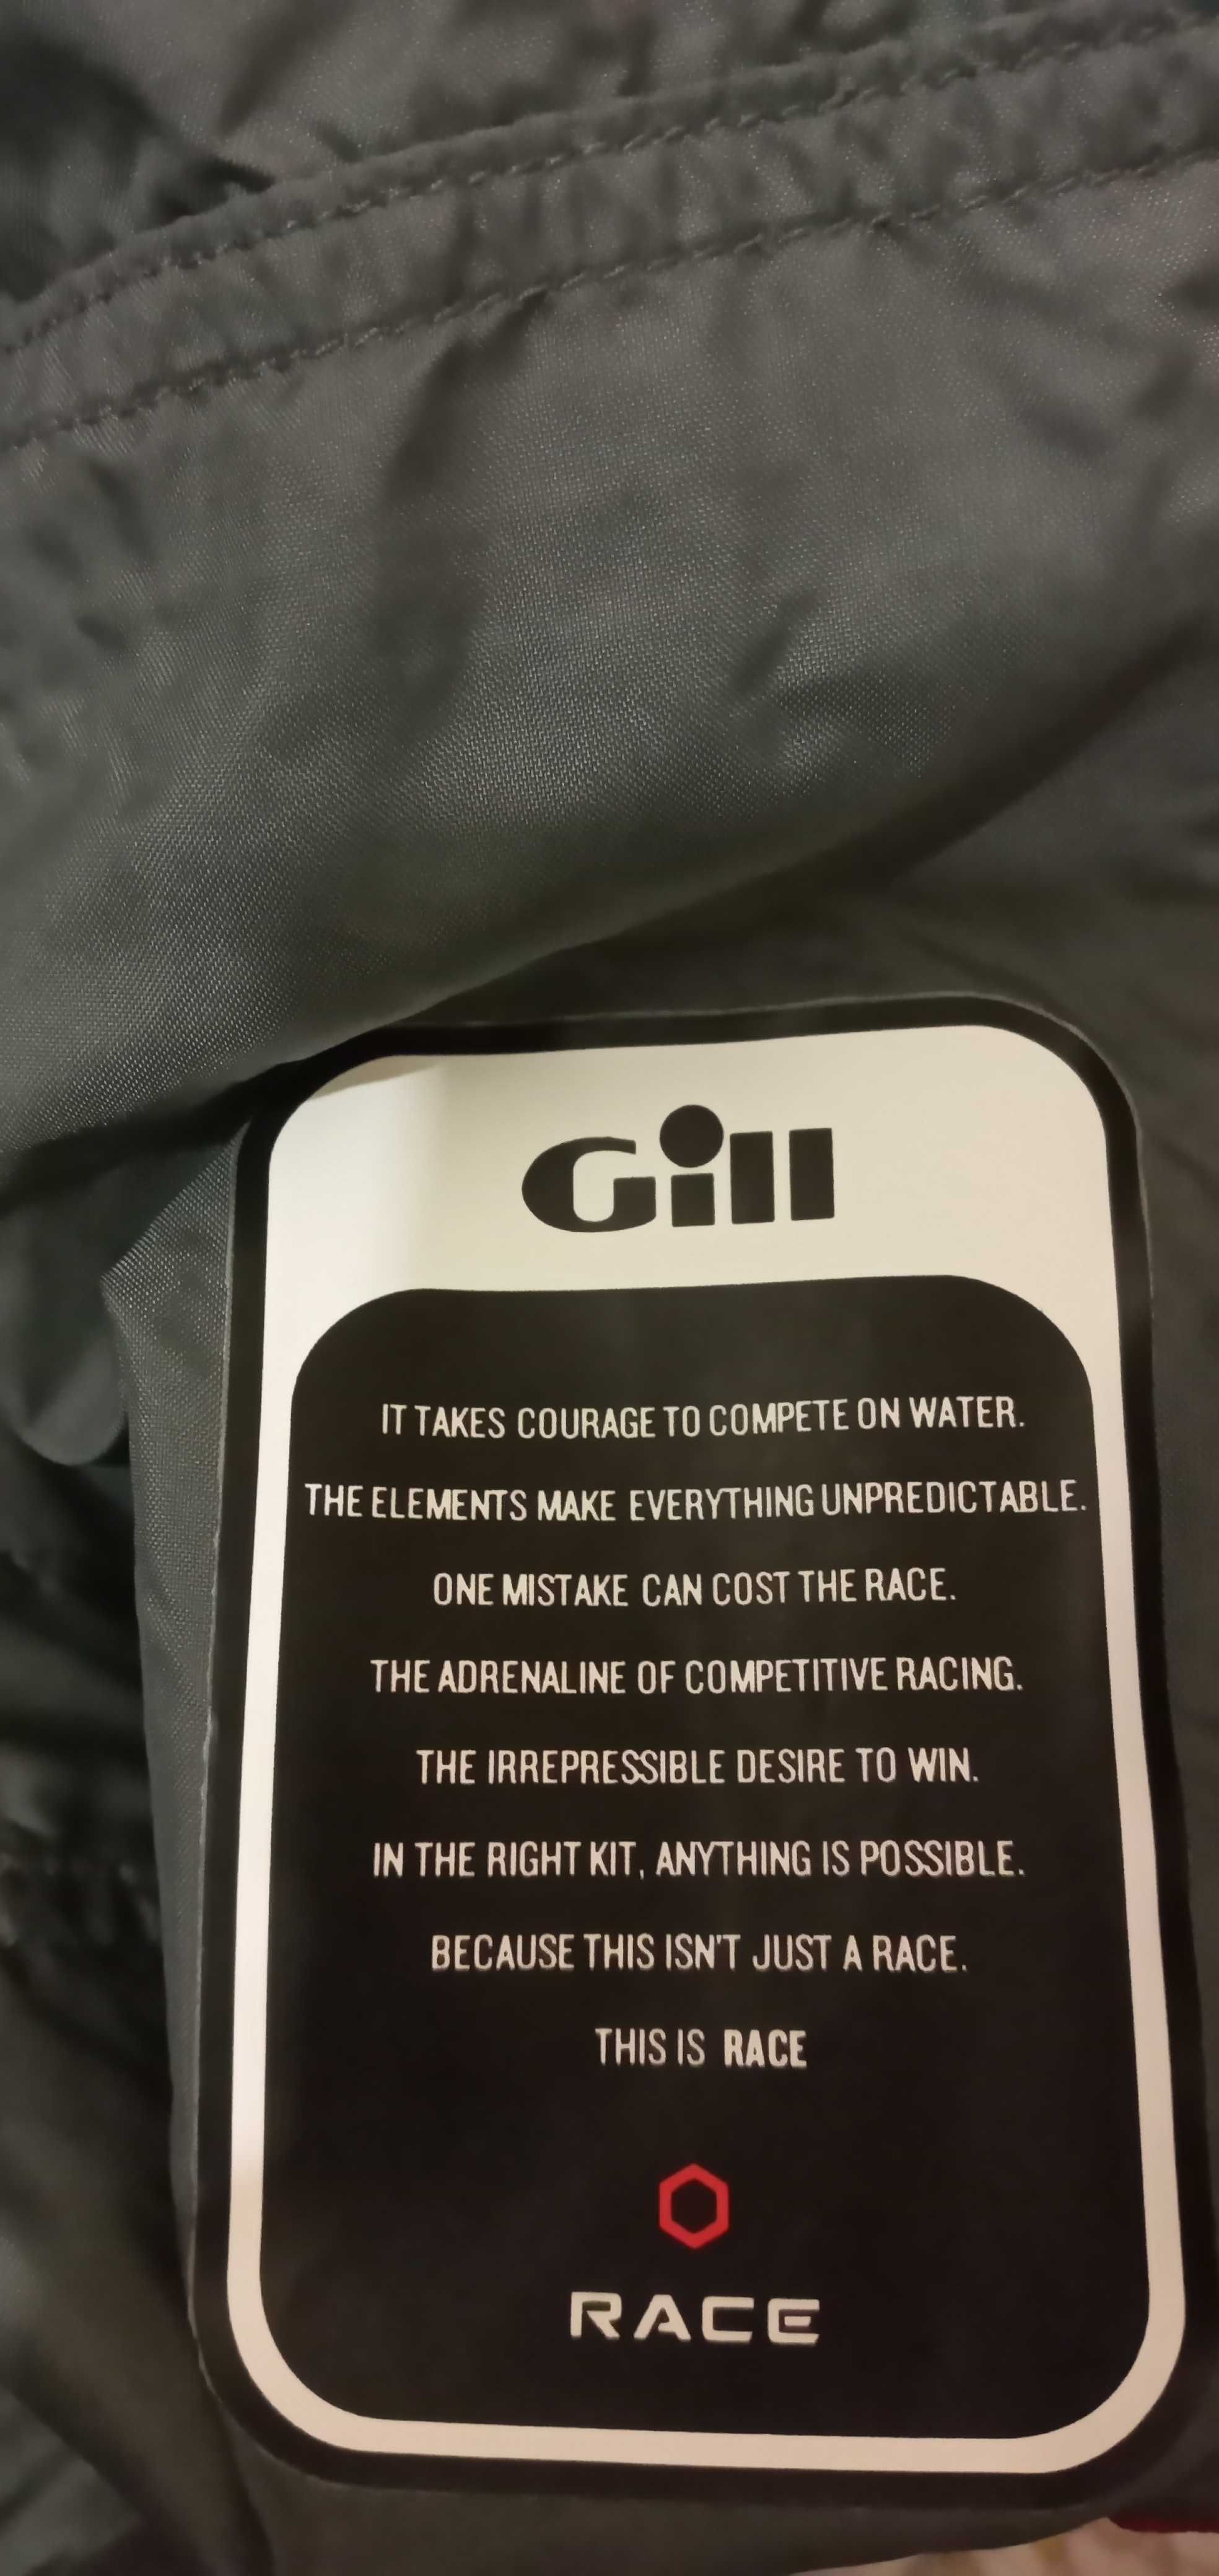 Gill
IT TAKES COURAGE TO COMPETE ON WATER.
THE ELEMENTS MAKE EVERYTHING UNPREDICTABLE.
ONE MISTAKE CAN COST THE RACE.
THE ADRENALINE OF COMPETITIVE RACING.
THE IRREPRESSIBLE DESIRE TO WIN.
IN THE RIGHT KIT, ANYTHING IS POSSIBLE.
BECAUSE THIS ISN'T JUST A RACE.
THIS IS RACE
RACE